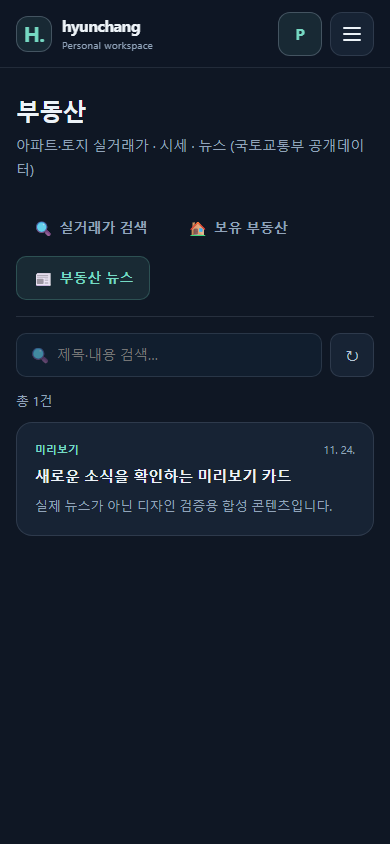 H.
hyunchang
Personal workspace
P
부동산
아파트·토지 실거래가 · 시세 · 뉴스 (국토교통부 공개데이
터)
실거래가 검색
보유 부동산
부동산 뉴스
제목·내용 검색...
총 1건
미리보기
11. 24.
새로운 소식을 확인하는 미리보기 카드
실제 뉴스가 아닌 디자인 검증용 합성 콘텐츠입니다.